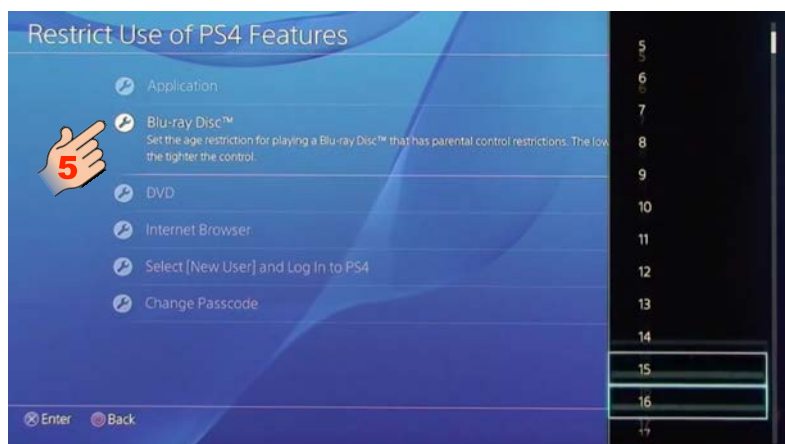 Restrict Use of PS4 Features
Application
Blu-ray Disc™
Set the age restriction for playing a Blu-ray Disc™ that has parental control restrictions. The low
the tighter the control.
DVD
Internet Browser
Select [New User] and Log In to PS4
Change Passcode
Enter Back
5
5
6
7
8
9
10
11
12
13
14
15
16
17